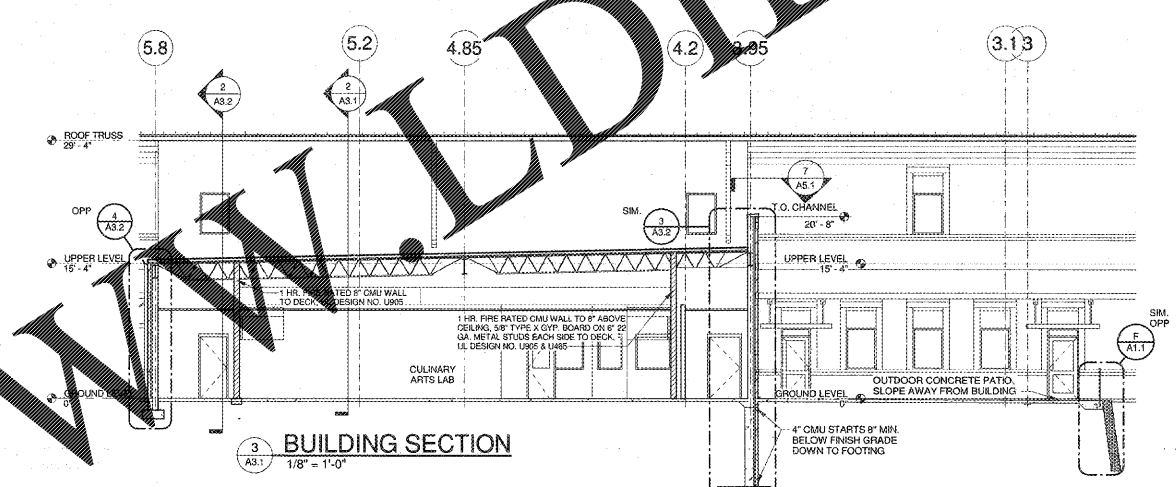 WWW.LDI
5.8
5.2
4.85
4.2
3.95
3.1
3
2
A3.2
2
A3.1
ROOF TRUSS
29' - 4"
7
A5.1
OPP
4
A3.2
SIM.
3
A3.2
T.O. CHANNEL
20' - 8"
UPPER LEVEL
15' - 4"
UPPER LEVEL
15' - 4"
1 HR. FIRE RATED 8" CMU WALL
TO DECK, UL DESIGN NO. U905
1 HR. FIRE RATED CMU WALL TO 8" ABOVE
CEILING, 5/8" TYPE X GYP. BOARD ON 6" 22
GA. METAL STUDS EACH SIDE TO DECK,
UL DESIGN NO. U905 & U465
SIM.
OPP
F
A1.1
CULINARY
ARTS LAB
OUTDOOR CONCRETE PATIO,
SLOPE AWAY FROM BUILDING
GROUND LEVEL
0"
GROUND LEVEL
0"
4" CMU STARTS 8" MIN.
BELOW FINISH GRADE
DOWN TO FOOTING
3
A3.1
BUILDING SECTION
1/8" = 1'-0"